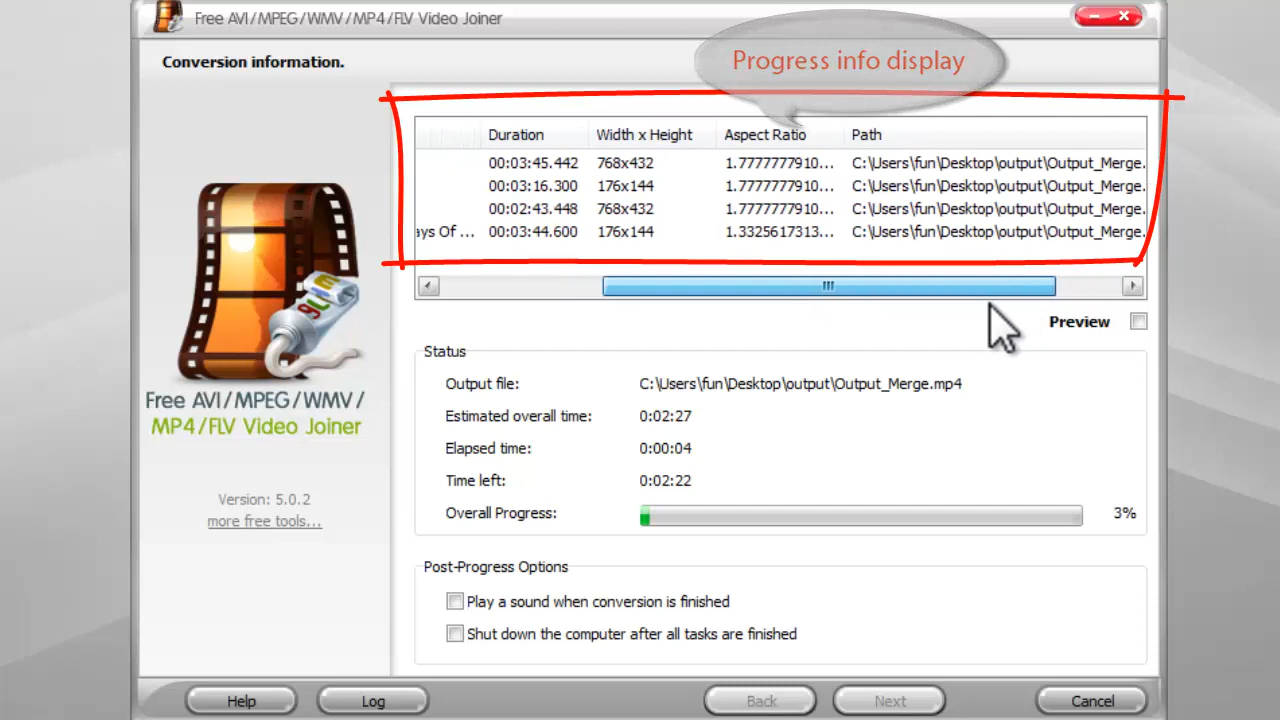 Free AVI/MPEG/WMV/MP4/FLV Video Joiner
Conversion information.
Progress info display
Duration Width x Height Aspect Ratio Path
00:03:45.442 768x432 1.7777777910... C:\Users\fun\Desktop\output\Output_Merge.
00:03:16.300 176x144 1.7777777910... C:\Users\fun\Desktop\output\Output_Merge.
00:02:43.448 768x432 1.7777777910... C:\Users\fun\Desktop\output\Output_Merge.
ays Of ... 00:03:44.600 176x144 1.3325617313... C:\Users\fun\Desktop\output\Output_Merge.
Preview
Status
Output file: C:\Users\fun\Desktop\output\Output_Merge.mp4
Estimated overall time: 0:02:27
Elapsed time: 0:00:04
Time left: 0:02:22
Overall Progress: 3%
GLUE
Free AVI/MPEG/WMV/
MP4/FLV Video Joiner
Version: 5.0.2
more free tools...
Post-Progress Options
Play a sound when conversion is finished
Shut down the computer after all tasks are finished
Help Log Back Next Cancel